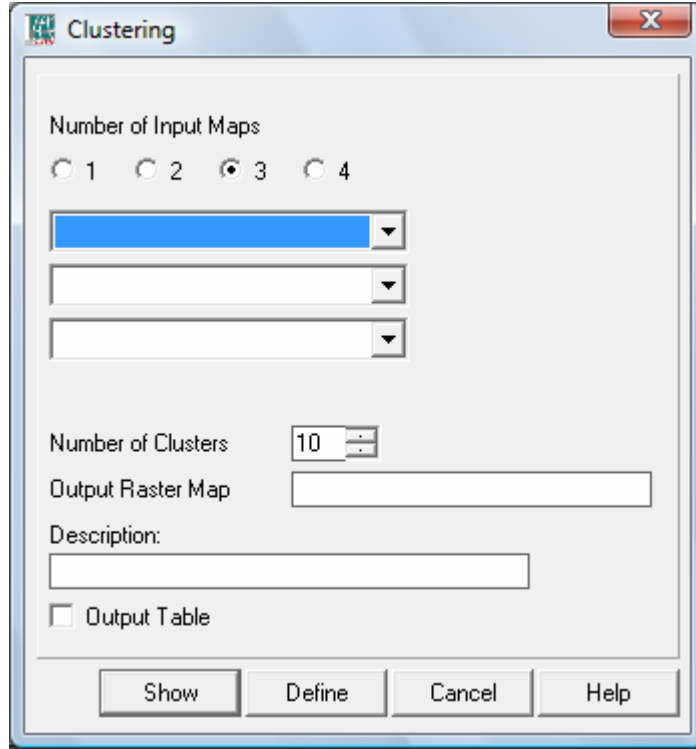 Clustering
Number of Input Maps
1 2 3 4
Number of Clusters 10
Output Raster Map
Description:
Output Table
Show Define Cancel Help